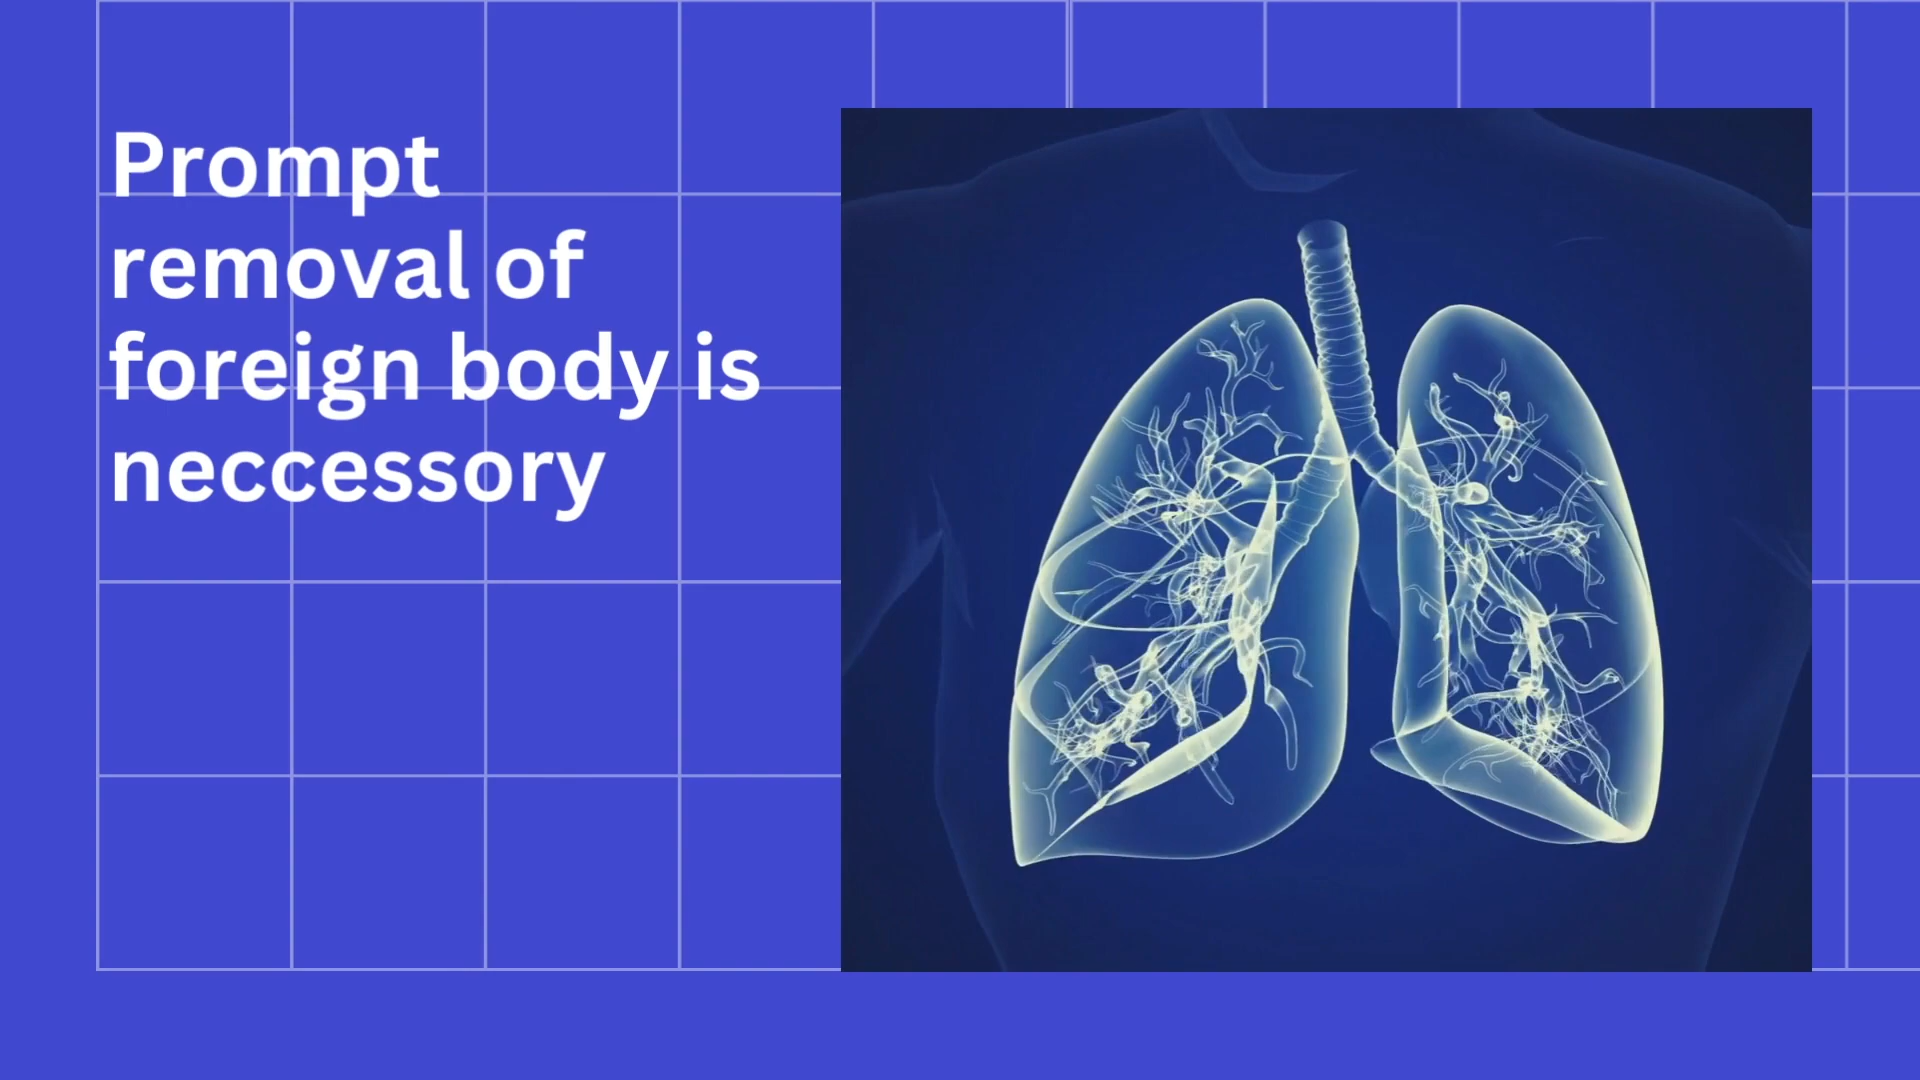 Prompt
removal of
foreign body is
neccessory